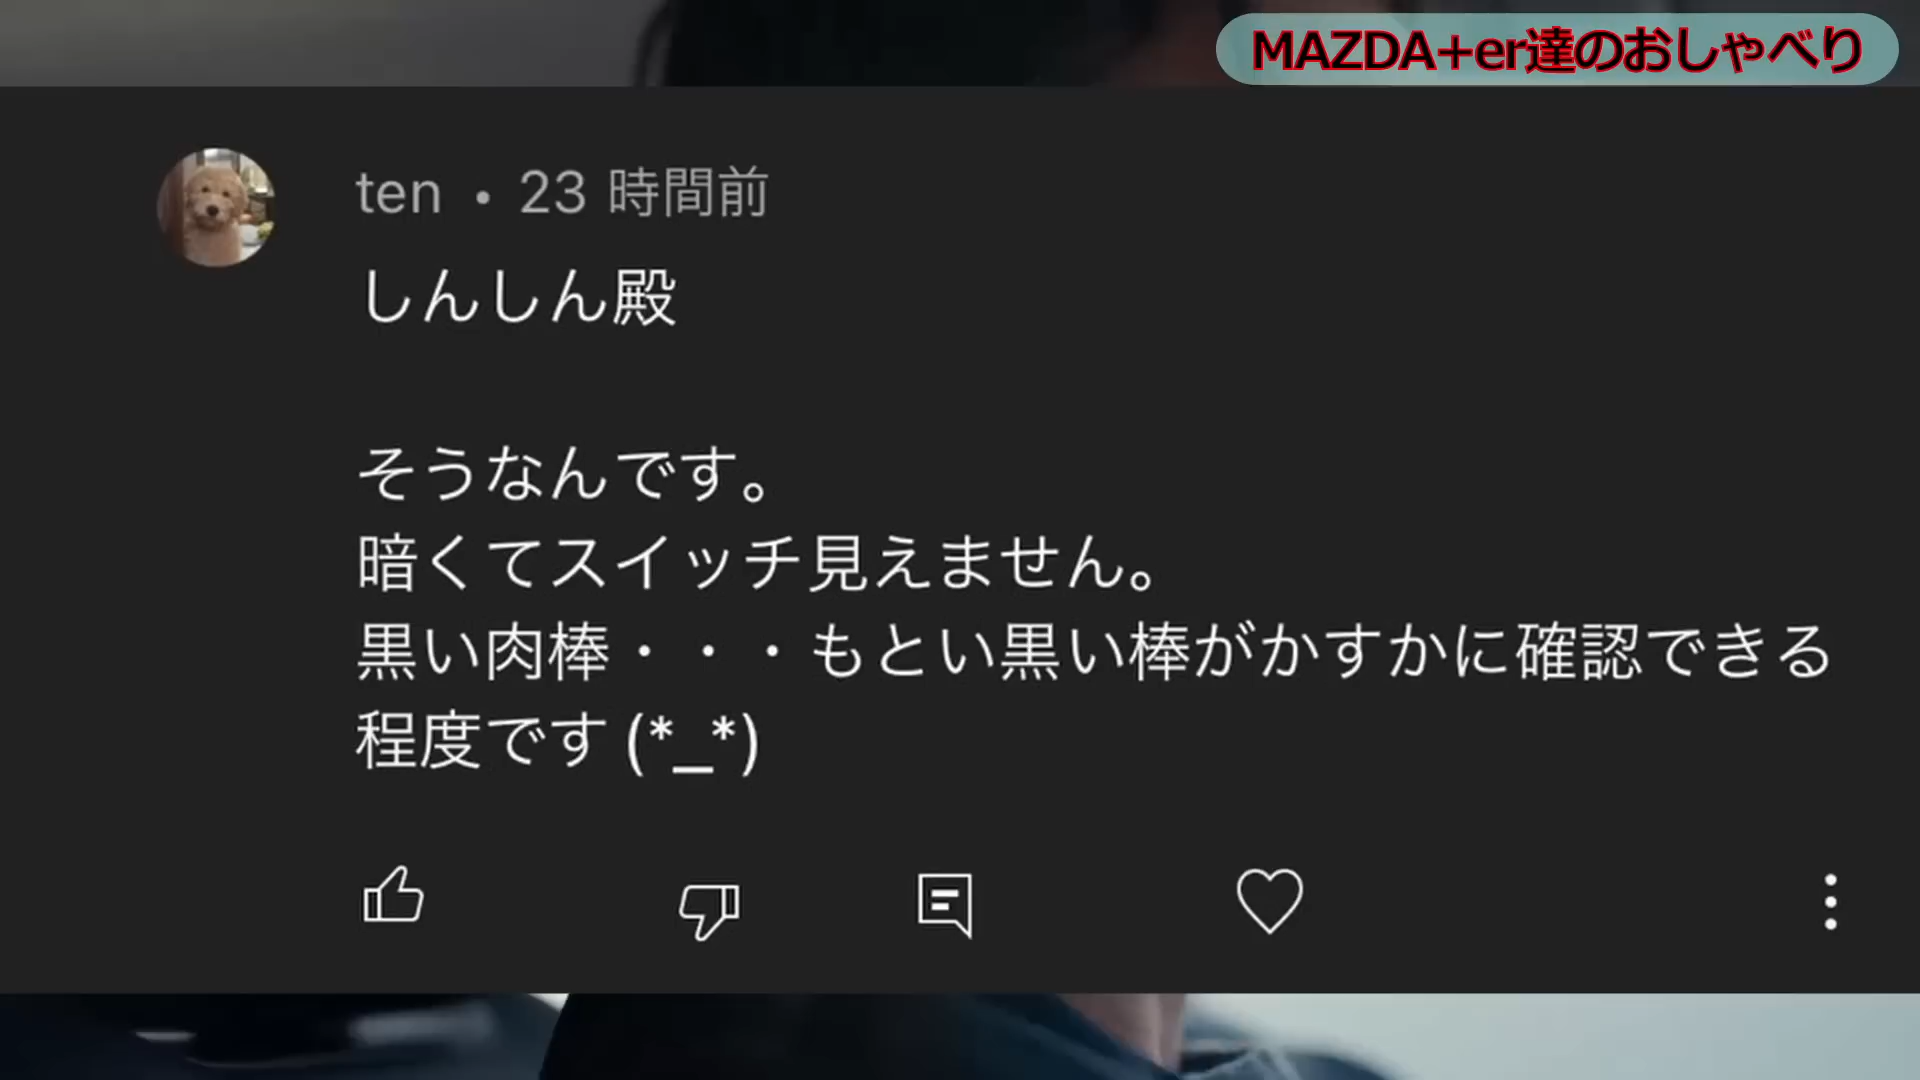 MAZDA+er達のおしゃべり
ten • 23 時間前
しんしん殿
そうなんです。
暗くてスイッチ見えません。
黒い肉棒・・・もとい黒い棒がかすかに確認できる
程度です (*_*)